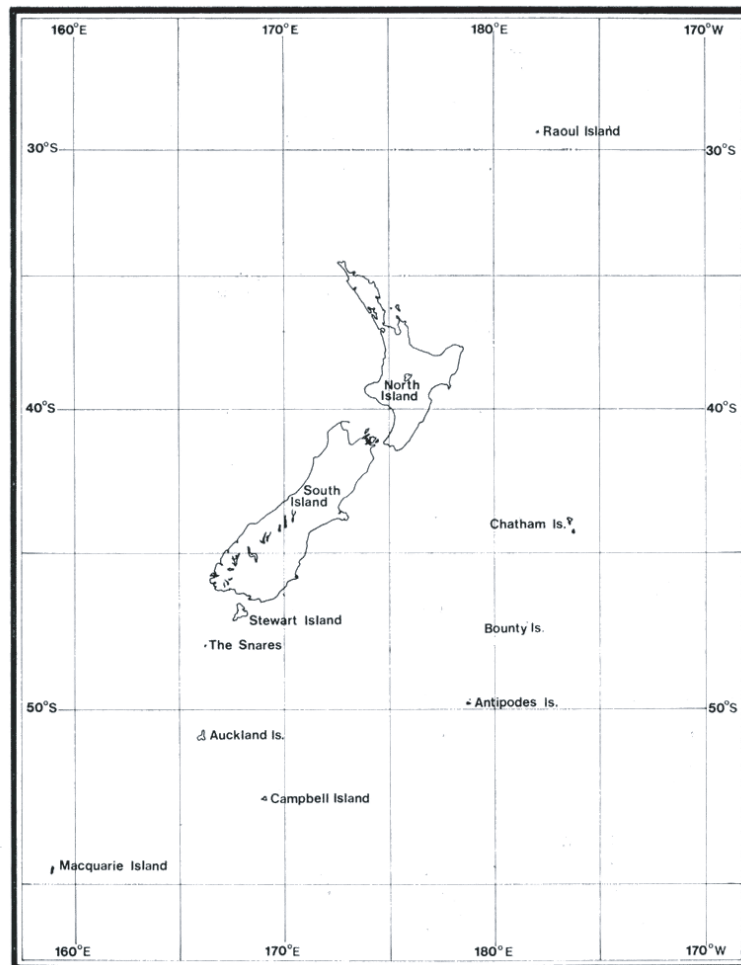 160°E 170°E 180°E 170°W
Raoul Island
30°S 30°S
North
Island
40°S 40°S
South
Island
Chatham Is.
Stewart Island
Bounty Is.
The Snares
Antipodes Is.
50°S 50°S
Auckland Is.
Campbell Island
Macquarie Island
160°E 170°E 180°E 170°W